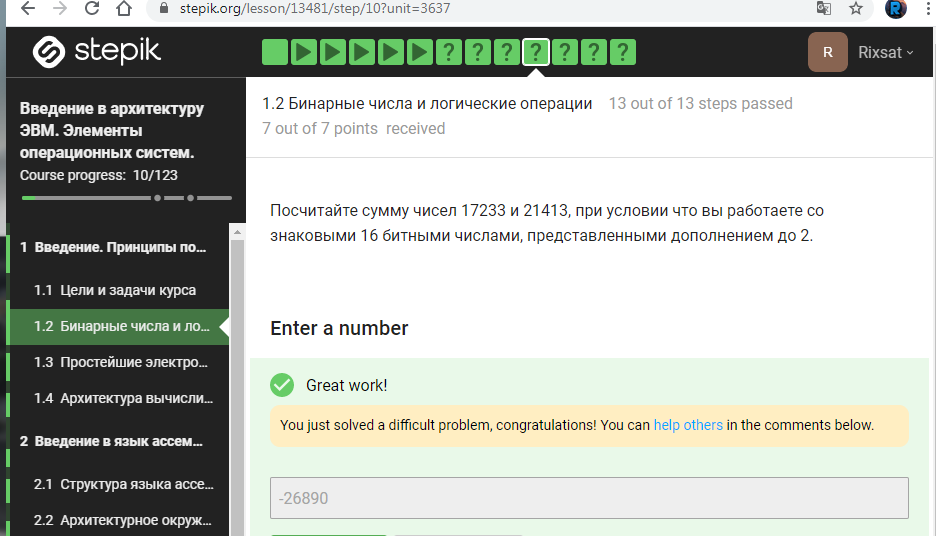 stepik.org/lesson/13481/step/10?unit=3637
stepik
R Rixsat
Введение в архитектуру
ЭВМ. Элементы
операционных систем.
Course progress: 10/123
1 Введение. Принципы по...
1.1 Цели и задачи курса
1.2 Бинарные числа и ло...
1.3 Простейшие электро...
1.4 Архитектура вычисли...
2 Введение в язык ассем...
2.1 Структура языка ассе...
2.2 Архитектурное окруж...
1.2 Бинарные числа и логические операции 13 out of 13 steps passed
7 out of 7 points received
Посчитайте сумму чисел 17233 и 21413, при условии что вы работаете со
знаковыми 16 битными числами, представленными дополнением до 2.
Enter a number
Great work!
You just solved a difficult problem, congratulations! You can help others in the comments below.
-26890